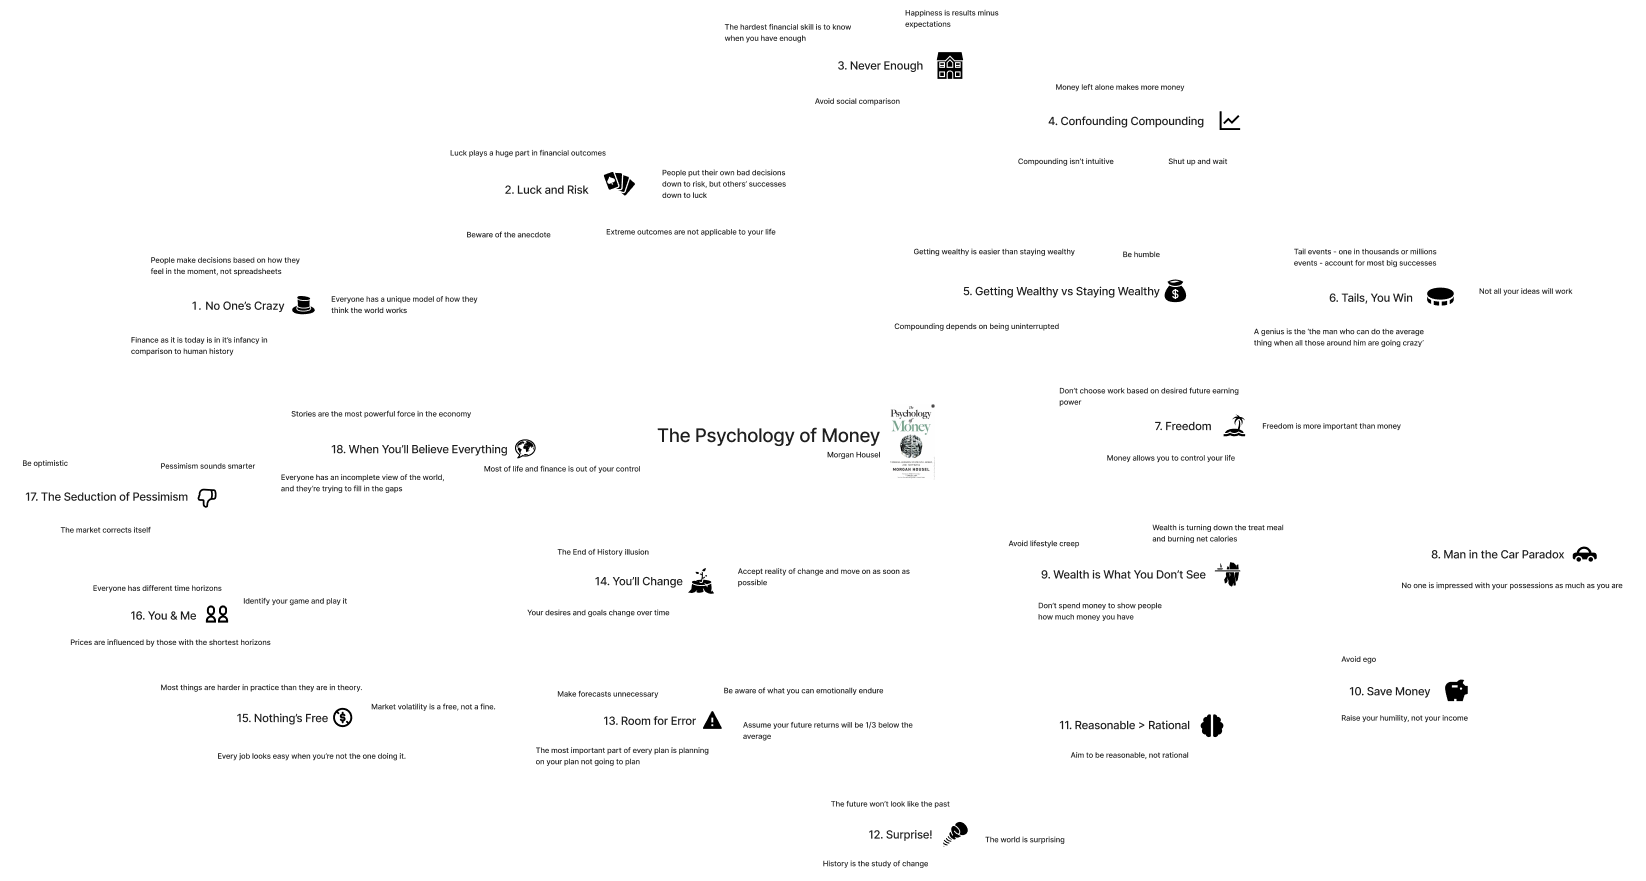 The Psychology of Money
Morgan Housel
The
Psychology
of
Money
MORGAN HOUSEL
People make decisions based on how they
feel in the moment, not spreadsheets
1. No One's Crazy
Everyone has a unique model of how they
think the world works
Finance as it is today is in it's infancy in
comparison to human history
Luck plays a huge part in financial outcomes
2. Luck and Risk
People put their own bad decisions
down to risk, but others' successes
down to luck
Beware of the anecdote
Extreme outcomes are not applicable to your life
The hardest financial skill is to know
when you have enough
Happiness is results minus
expectations
3. Never Enough
Avoid social comparison
Money left alone makes more money
4. Confounding Compounding
Compounding isn't intuitive
Shut up and wait
Getting wealthy is easier than staying wealthy
Be humble
5. Getting Wealthy vs Staying Wealthy
Compounding depends on being uninterrupted
Tail events - one in thousands or millions
events - account for most big successes
6. Tails, You Win
Not all your ideas will work
A genius is the 'the man who can do the average
thing when all those around him are going crazy'
Don't choose work based on desired future earning
power
7. Freedom
Freedom is more important than money
Money allows you to control your life
8. Man in the Car Paradox
No one is impressed with your possessions as much as you are
Avoid lifestyle creep
Wealth is turning down the treat meal
and burning net calories
9. Wealth is What You Don't See
Don't spend money to show people
how much money you have
Avoid ego
10. Save Money
Raise your humility, not your income
11. Reasonable > Rational
Aim to be reasonable, not rational
The future won't look like the past
12. Surprise!
The world is surprising
History is the study of change
Make forecasts unnecessary
Be aware of what you can emotionally endure
13. Room for Error
Assume your future returns will be 1/3 below the
average
The most important part of every plan is planning
on your plan not going to plan
The End of History illusion
14. You'll Change
Accept reality of change and move on as soon as
possible
Your desires and goals change over time
Most things are harder in practice than they are in theory.
15. Nothing's Free
Market volatility is a free, not a fine.
Every job looks easy when you're not the one doing it.
Everyone has different time horizons
16. You & Me
Identify your game and play it
Prices are influenced by those with the shortest horizons
Be optimistic
Pessimism sounds smarter
17. The Seduction of Pessimism
The market corrects itself
Stories are the most powerful force in the economy
18. When You'll Believe Everything
Most of life and finance is out of your control
Everyone has an incomplete view of the world,
and they're trying to fill in the gaps